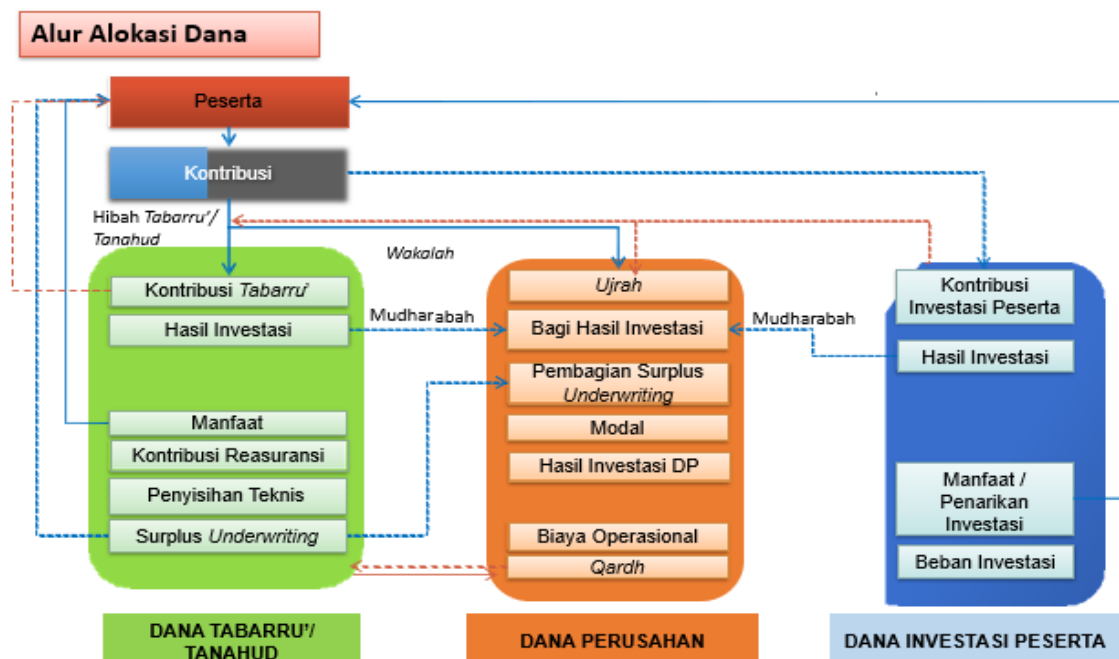 Alur Alokasi Dana
Peserta
Kontribusi
Hibah Tabarru'/
Tanahud
Wakalah
Kontribusi Tabarru'
Hasil Investasi
Manfaat
Kontribusi Reasuransi
Penyisihan Teknis
Surplus Underwriting
Mudharabah
Ujrah
Bagi Hasil Investasi
Pembagian Surplus
Underwriting
Modal
Hasil Investasi DP
Biaya Operasional
Qardh
Mudharabah
Kontribusi
Investasi Peserta
Hasil Investasi
Manfaat /
Penarikan
Investasi
Beban Investasi
DANA TABARRU'/
TANAHUD
DANA PERUSAHAN
DANA INVESTASI PESERTA